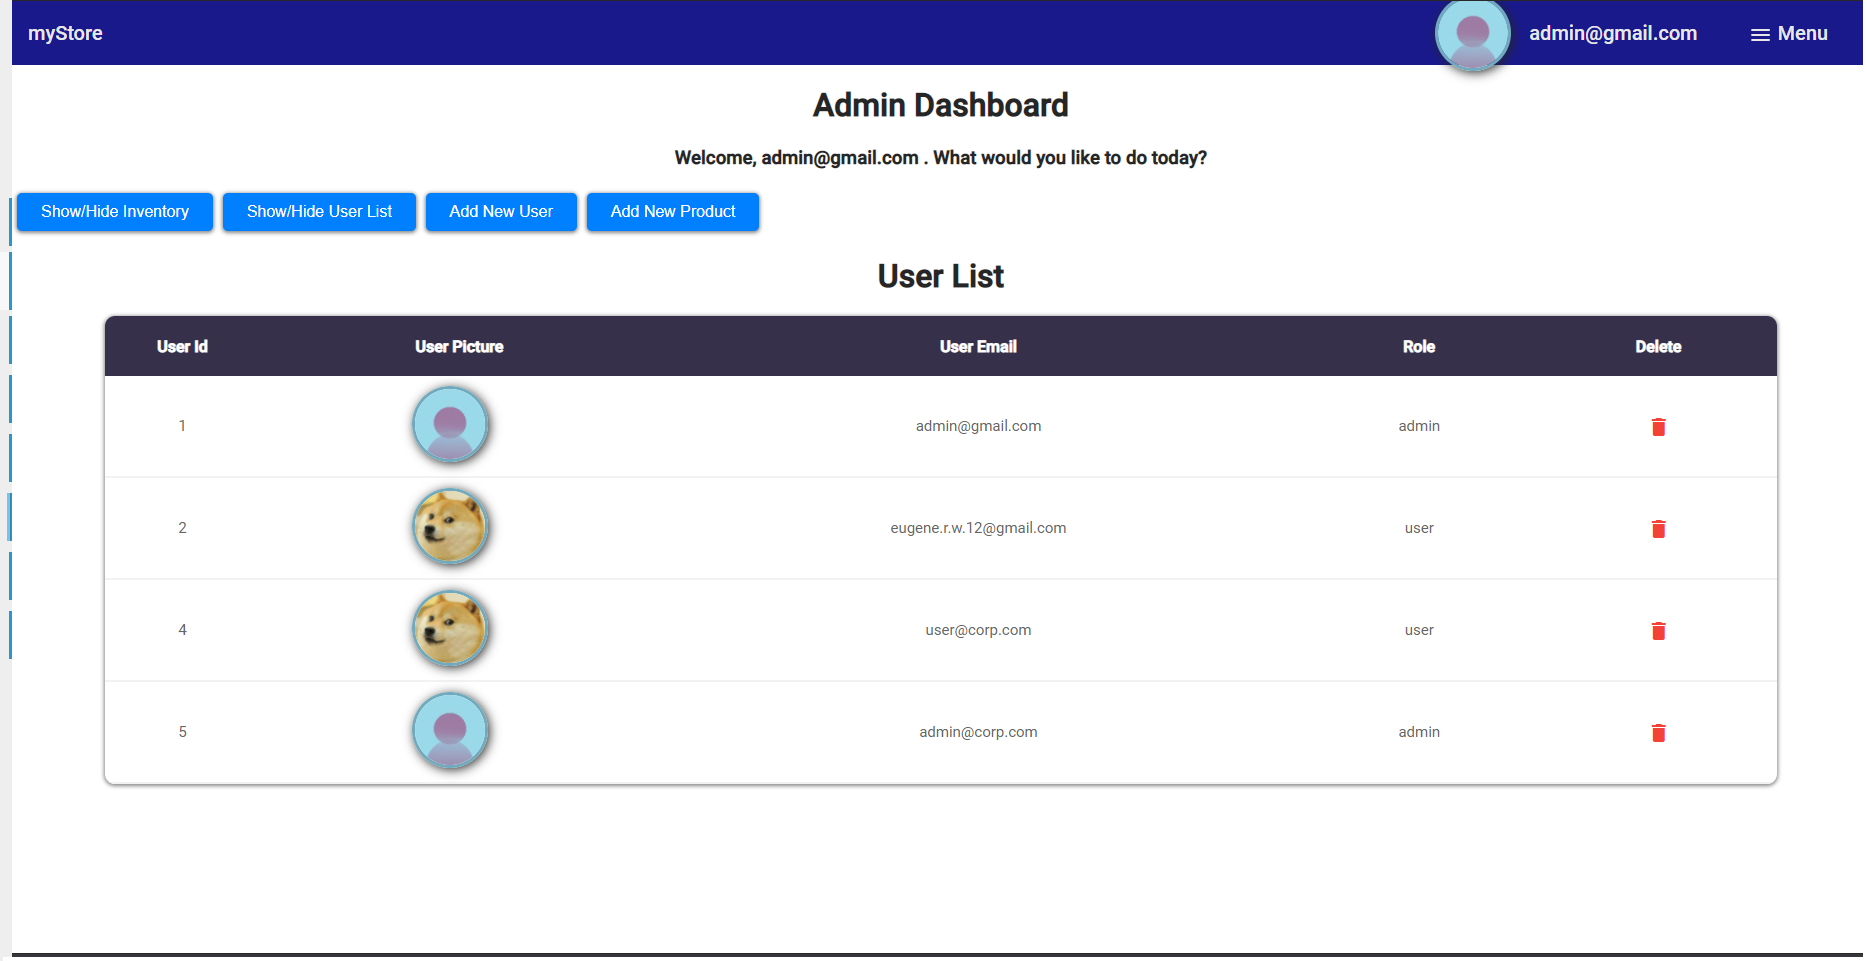 myStore admin@gmail.com Menu
Admin Dashboard
Welcome, admin@gmail.com . What would you like to do today?
Show/Hide Inventory Show/Hide User List Add New User Add New Product
User List
User Id User Picture User Email Role Delete
1 admin@gmail.com admin
2 eugene.r.w.12@gmail.com user
4 user@corp.com user
5 admin@corp.com admin